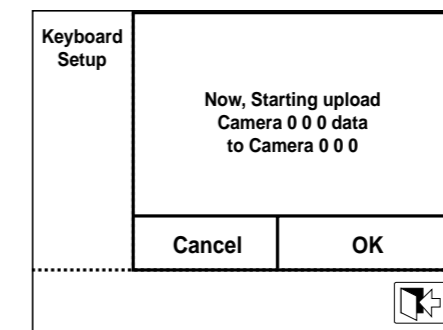 Keyboard
Setup
Now, Starting upload
Camera 0 0 0 data
to Camera 0 0 0
Cancel
OK